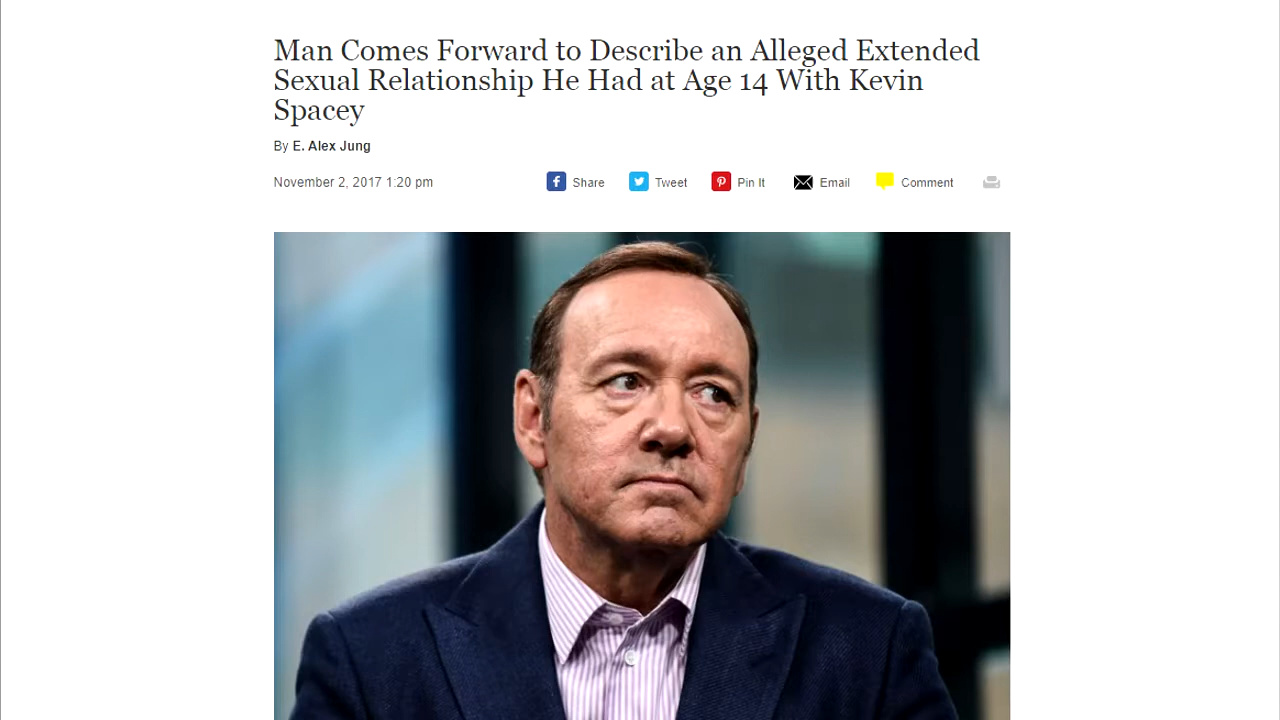 Man Comes Forward to Describe an Alleged Extended
Sexual Relationship He Had at Age 14 With Kevin
Spacey
By E. Alex Jung
November 2, 2017 1:20 pm Share Tweet Pin It Email Comment